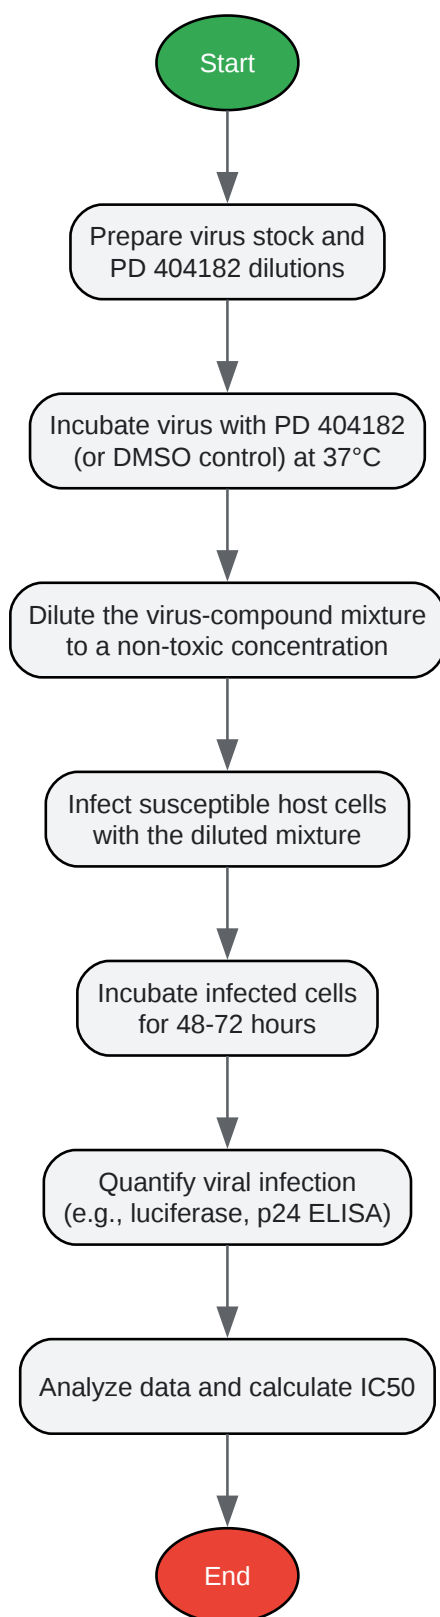 Start
Prepare virus stock and
PD 404182 dilutions
Incubate virus with PD 404182
(or DMSO control) at 37°C
Dilute the virus-compound mixture
to a non-toxic concentration
Infect susceptible host cells
with the diluted mixture
Incubate infected cells
for 48-72 hours
Quantify viral infection
(e.g., luciferase, p24 ELISA)
Analyze data and calculate IC50
End